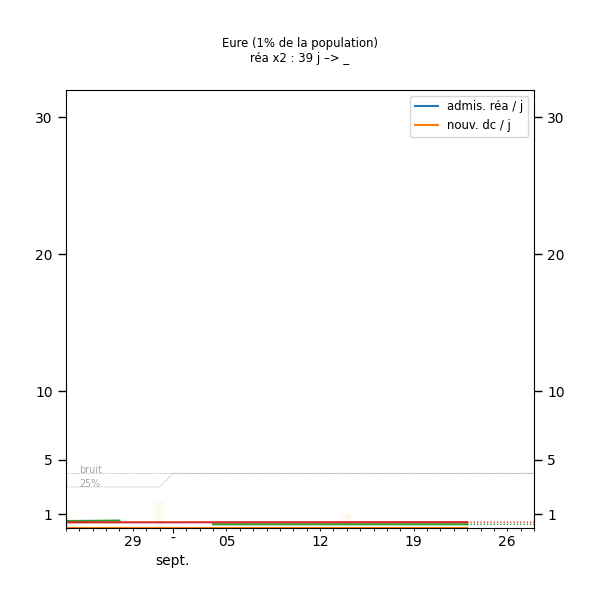 Eure (1% de la population)
réa x2 : 39 j –> _
admis. réa / j
nouv. dc / j
30 30
20 20
10 10
5 5
bruit
25%
1 1
29 - 05 12 19 26
sept.